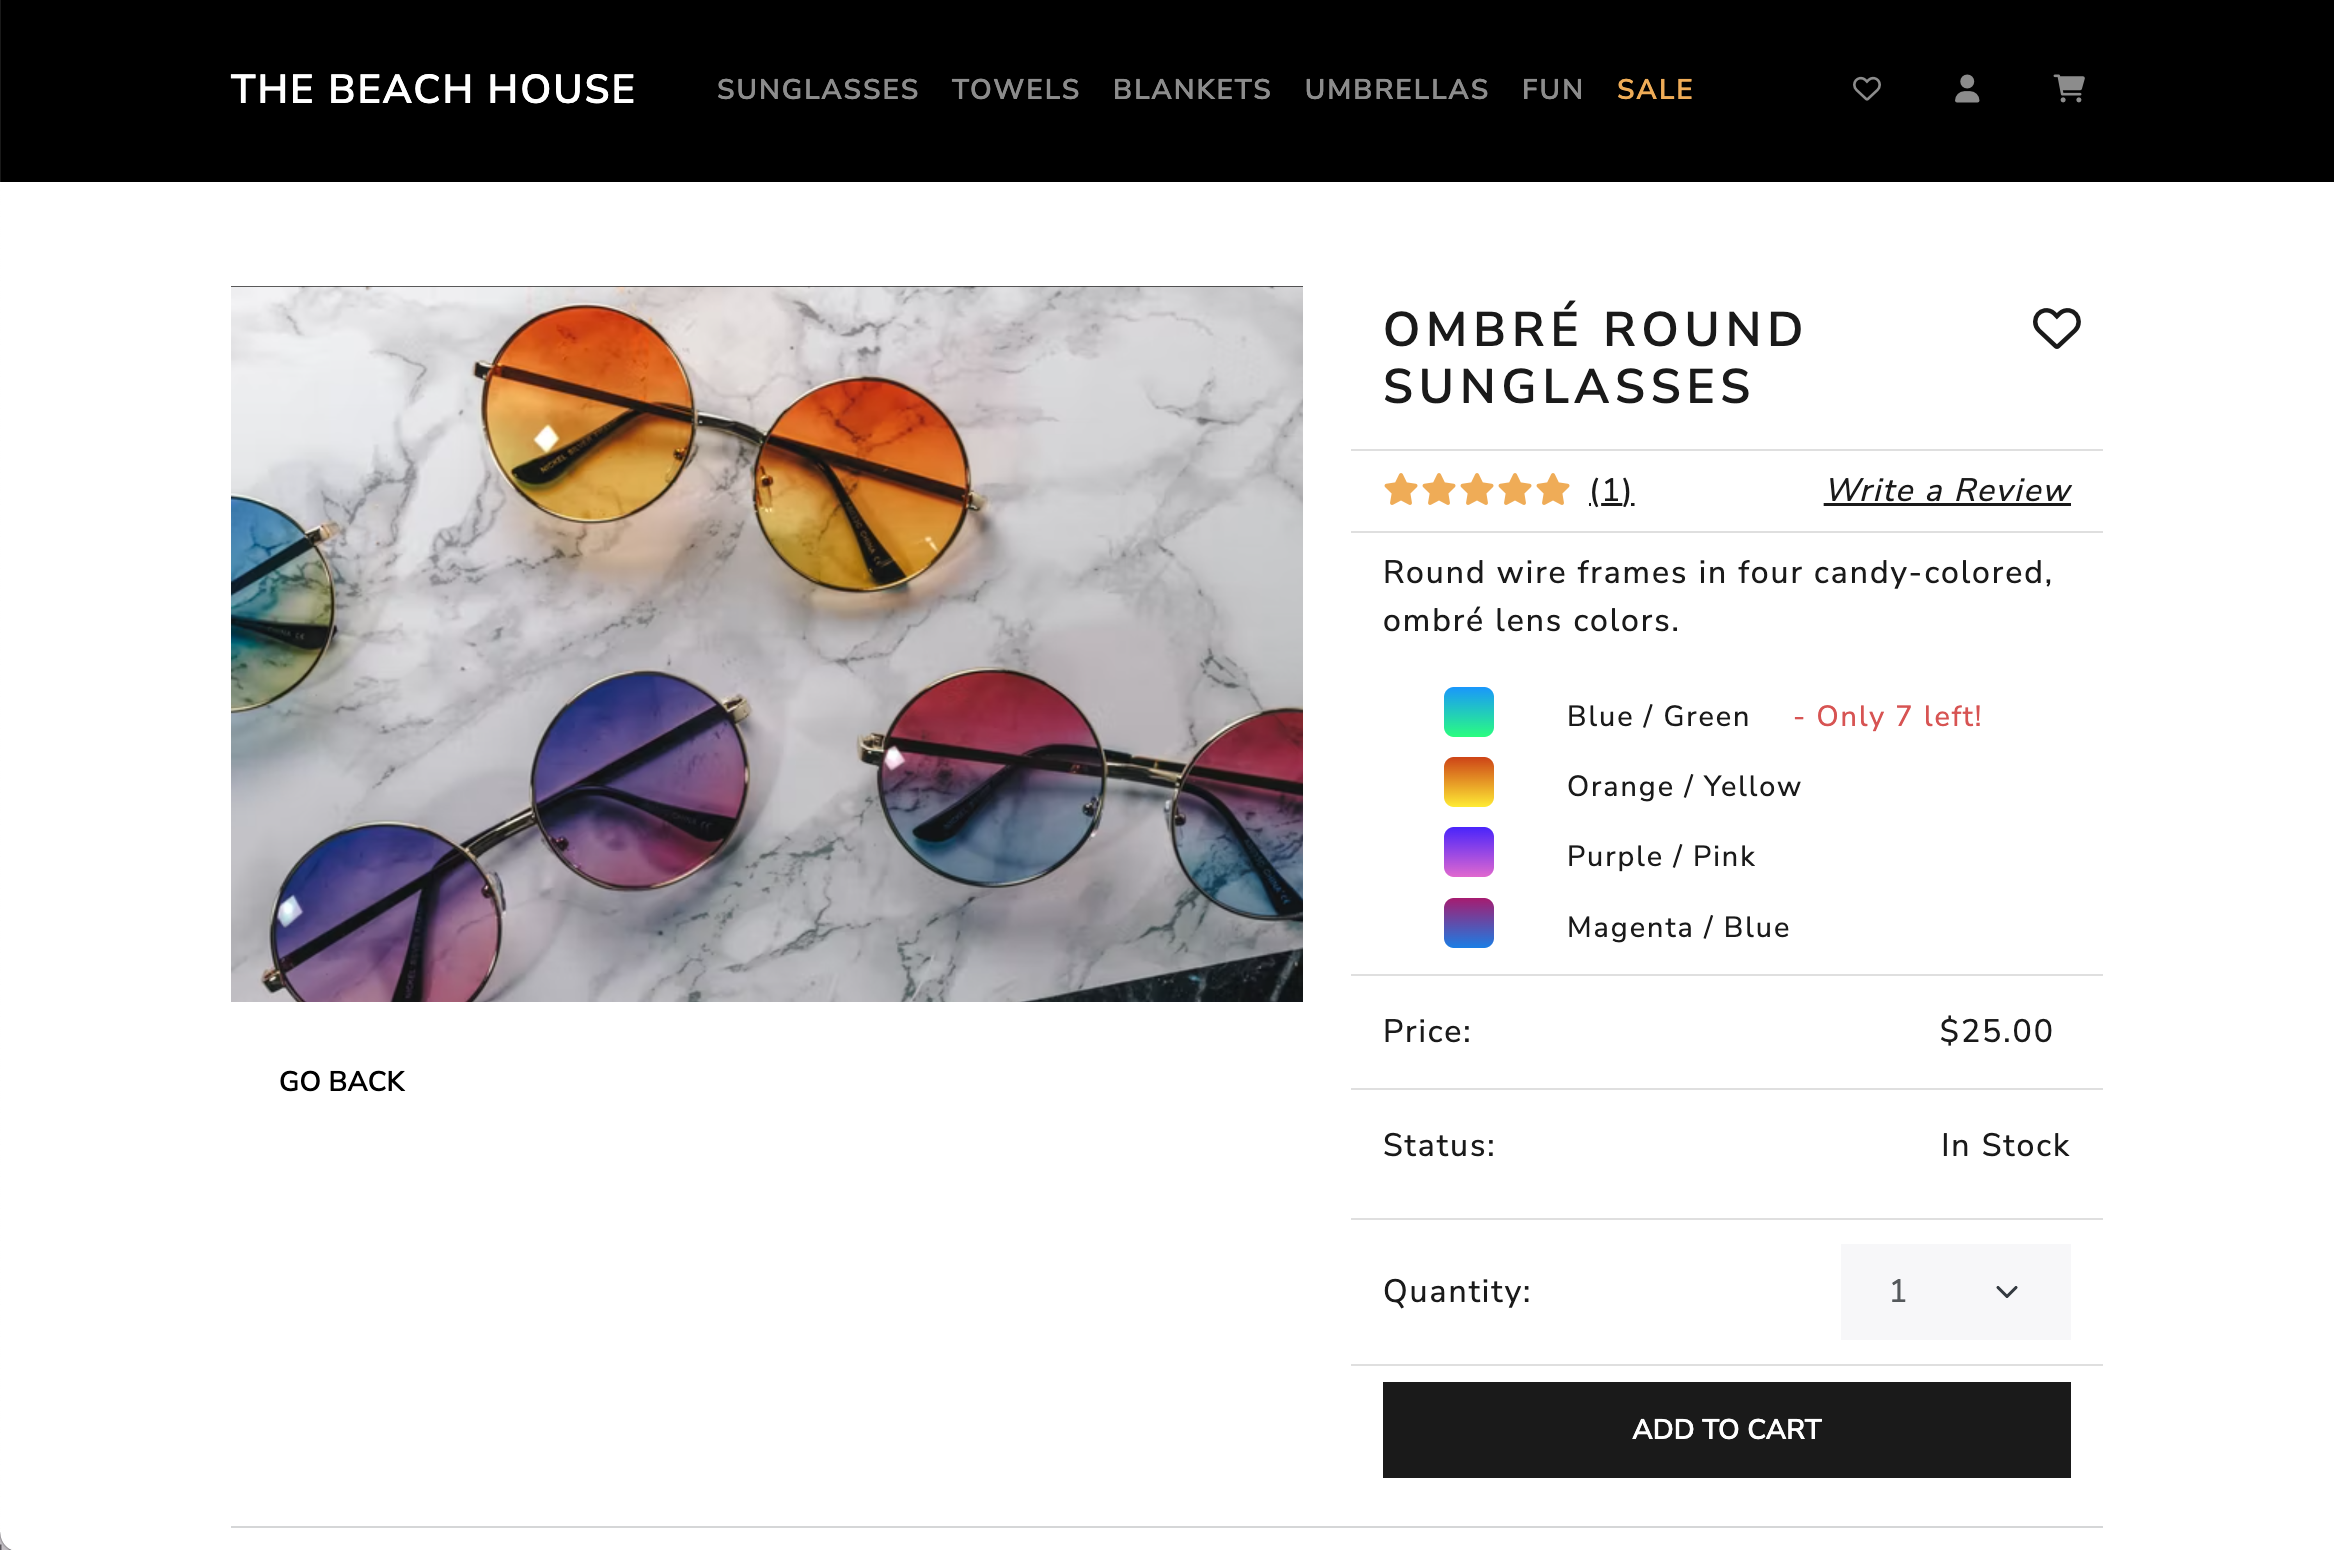 THE BEACH HOUSE SUNGLASSES TOWELS BLANKETS UMBRELLAS FUN SALE
OMBRÉ ROUND
SUNGLASSES
(1) Write a Review
Round wire frames in four candy-colored,
ombré lens colors.
Blue / Green - Only 7 left!
Orange / Yellow
Purple / Pink
Magenta / Blue
Price: $25.00
GO BACK
Status: In Stock
Quantity: 1
ADD TO CART